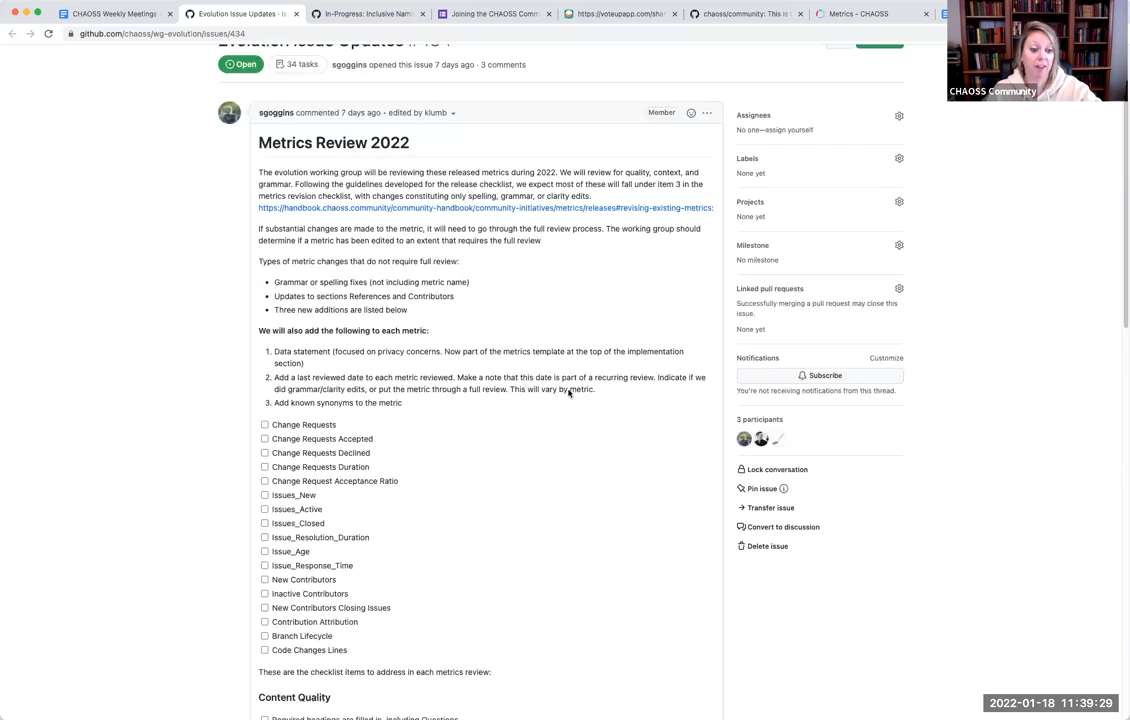 CHAOSS Weekly Meetings
Evolution Issue Updates · Is
In-Progress: Inclusive Nami
Joining the CHAOSS Comm
https://voteupapp.com/shar
chaoss/community: This is t
Metrics - CHAOSS
github.com/chaoss/wg-evolution/issues/434
Evolution Issue Updates #434
Open
34 tasks
sgoggins opened this issue 7 days ago · 3 comments
sgoggins commented 7 days ago • edited by klumb
Member
Metrics Review 2022
The evolution working group will be reviewing these released metrics during 2022. We will review for quality, context, and
grammar. Following the guidelines developed for the release checklist, we expect most of these will fall under item 3 in the
metrics revision checklist, with changes constituting only spelling, grammar, or clarity edits.
https://handbook.chaoss.community/community-handbook/community-initiatives/metrics/releases#revising-existing-metrics:
If substantial changes are made to the metric, it will need to go through the full review process. The working group should
determine if a metric has been edited to an extent that requires the full review
Types of metric changes that do not require full review:
• Grammar or spelling fixes (not including metric name)
• Updates to sections References and Contributors
• Three new additions are listed below
We will also add the following to each metric:
1. Data statement (focused on privacy concerns. Now part of the metrics template at the top of the implementation
section)
2. Add a last reviewed date to each metric reviewed. Make a note that this date is part of a recurring review. Indicate if we
did grammar/clarity edits, or put the metric through a full review. This will vary by metric.
3. Add known synonyms to the metric
Change Requests
Change Requests Accepted
Change Requests Declined
Change Requests Duration
Change Request Acceptance Ratio
Issues_New
Issues_Active
Issues_Closed
Issue_Resolution_Duration
Issue_Age
Issue_Response_Time
New Contributors
Inactive Contributors
New Contributors Closing Issues
Contribution Attribution
Branch Lifecycle
Code Changes Lines
These are the checklist items to address in each metrics review:
Content Quality
Required headings are filled in, including Questions
Assignees
No one—assign yourself
Labels
None yet
Projects
None yet
Milestone
No milestone
Linked pull requests
Successfully merging a pull request may close this
issue.
None yet
Notifications
Customize
Subscribe
You're not receiving notifications from this thread.
3 participants
Lock conversation
Pin issue
Transfer issue
Convert to discussion
Delete issue
CHAOSS Community
2022-01-18 11:39:29